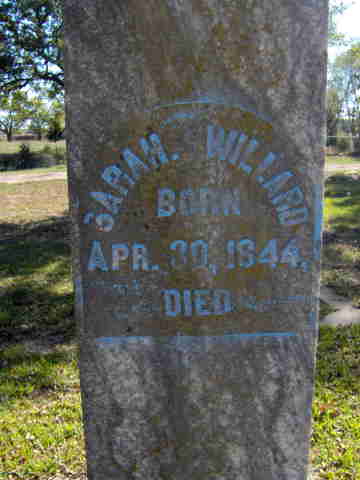 SARAH. WILLARD
BORN
APR. 30, 1844.
DIED